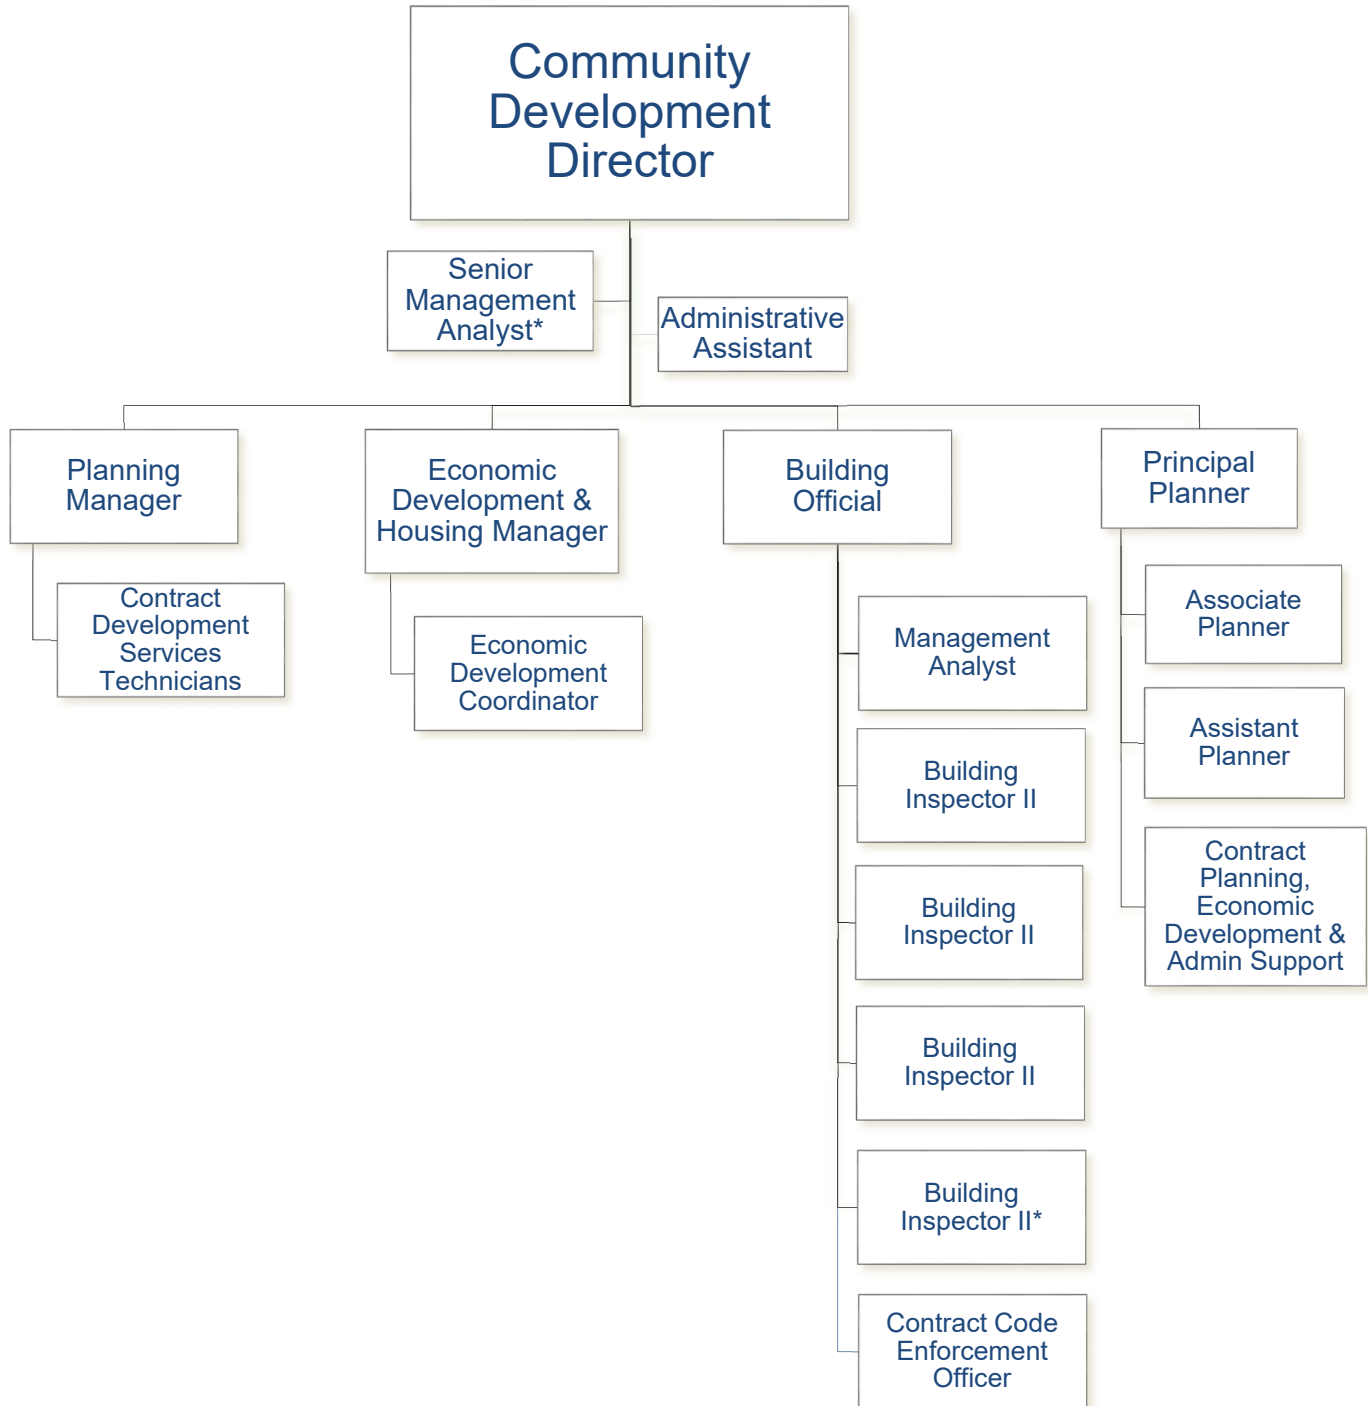 Community
Development
Director
Senior
Management
Analyst*
Administrative
Assistant
Planning
Manager
Economic
Development &
Housing Manager
Building
Official
Principal
Planner
Contract
Development
Services
Technicians
Economic
Development
Coordinator
Management
Analyst
Building
Inspector II
Building
Inspector II
Building
Inspector II
Building
Inspector II*
Contract Code
Enforcement
Officer
Associate
Planner
Assistant
Planner
Contract
Planning,
Economic
Development &
Admin Support